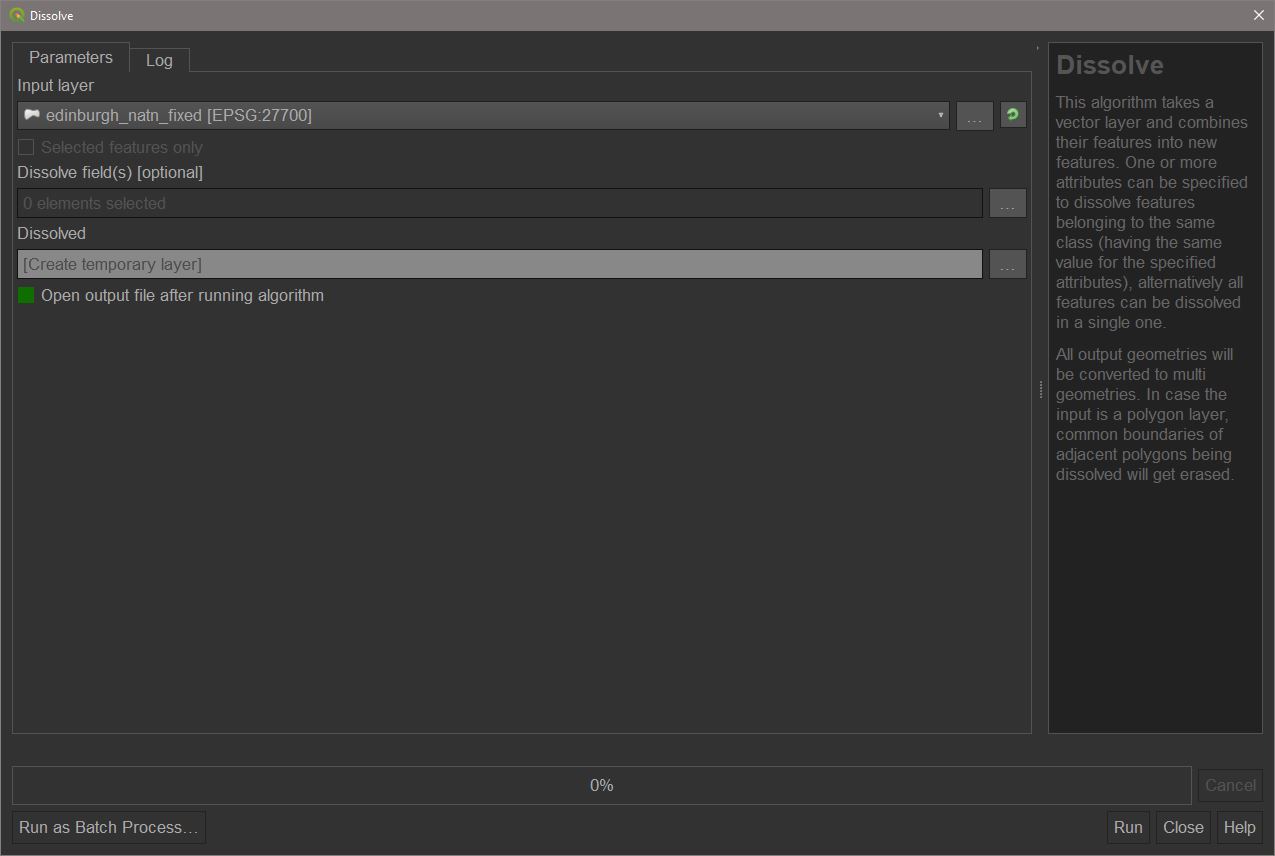 Dissolve
Parameters
Log
Input layer
edinburgh_natn_fixed [EPSG:27700]
...
Selected features only
Dissolve field(s) [optional]
0 elements selected
...
Dissolved
[Create temporary layer]
...
Open output file after running algorithm
Dissolve
This algorithm takes a
vector layer and combines
their features into new
features. One or more
attributes can be specified
to dissolve features
belonging to the same
class (having the same
value for the specified
attributes), alternatively all
features can be dissolved
in a single one.
All output geometries will
be converted to multi
geometries. In case the
input is a polygon layer,
common boundaries of
adjacent polygons being
dissolved will get erased.
0%
Cancel
Run as Batch Process...
Run
Close
Help